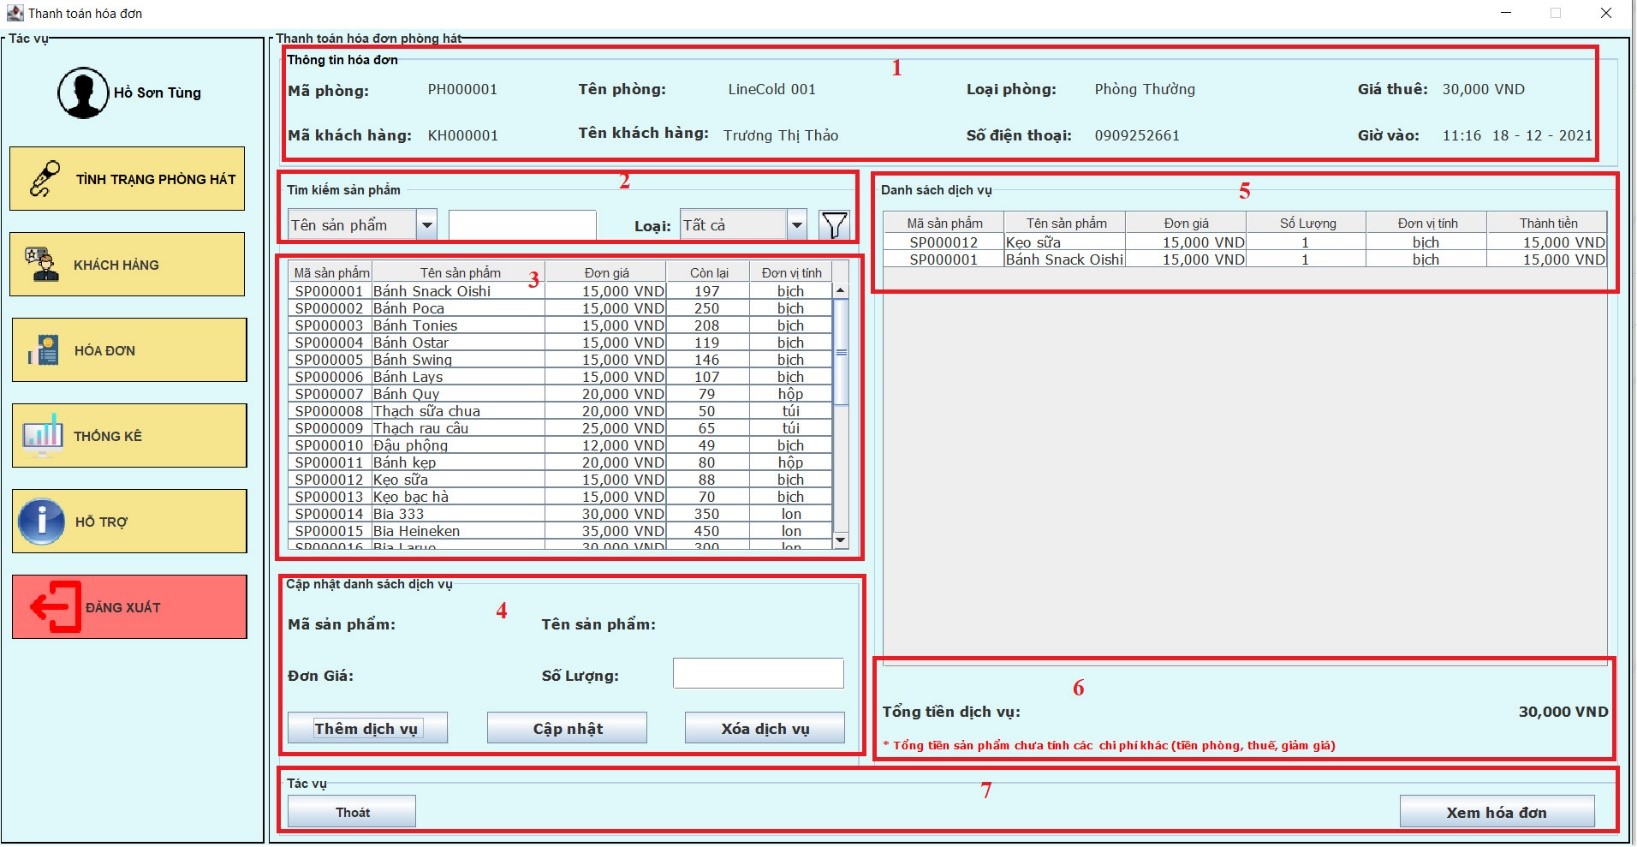 Thanh toán hóa đơn
Tác vụ
Hồ Sơn Tùng
TÌNH TRẠNG PHÒNG HÁT
KHÁCH HÀNG
HÓA ĐƠN
THỐNG KÊ
HỖ TRỢ
ĐĂNG XUẤT
Thanh toán hóa đơn phòng hát
Thông tin hóa đơn
1
Mã phòng: PH000001 Tên phòng: LineCold 001 Loại phòng: Phòng Thường Giá thuê: 30,000 VND
Mã khách hàng: KH000001 Tên khách hàng: Trương Thị Thảo Số điện thoại: 0909252661 Giờ vào: 11:16 18 - 12 - 2021
Tìm kiếm sản phẩm
2
Tên sản phẩm Loại: Tất cả
3
Mã sản phẩm Tên sản phẩm Đơn giá Còn lại Đơn vị tính
SP000001 Bánh Snack Oishi 15,000 VND 197 bịch
SP000002 Bánh Poca 15,000 VND 250 bịch
SP000003 Bánh Tonies 15,000 VND 208 bịch
SP000004 Bánh Ostar 15,000 VND 119 bịch
SP000005 Bánh Swing 15,000 VND 146 bịch
SP000006 Bánh Lays 15,000 VND 107 bịch
SP000007 Bánh Quy 20,000 VND 79 hộp
SP000008 Thạch sữa chua 20,000 VND 50 túi
SP000009 Thạch rau câu 25,000 VND 65 túi
SP000010 Đậu phộng 12,000 VND 49 bịch
SP000011 Bánh kẹp 20,000 VND 80 hộp
SP000012 Kẹo sữa 15,000 VND 88 bịch
SP000013 Kẹo bạc hà 15,000 VND 70 bịch
SP000014 Bia 333 30,000 VND 350 lon
SP000015 Bia Heineken 35,000 VND 450 lon
SP000016 Bia Larue 30,000 VND 300 lon
Cập nhật danh sách dịch vụ
4
Mã sản phẩm: Tên sản phẩm:
Đơn Giá: Số Lượng:
Thêm dịch vụ Cập nhật Xóa dịch vụ
Danh sách dịch vụ
5
Mã sản phẩm Tên sản phẩm Đơn giá Số Lượng Đơn vị tính Thành tiền
SP000012 Kẹo sữa 15,000 VND 1 bịch 15,000 VND
SP000001 Bánh Snack Oishi 15,000 VND 1 bịch 15,000 VND
6
Tổng tiền dịch vụ: 30,000 VND
* Tổng tiền sản phẩm chưa tính các chi phí khác (tiền phòng, thuế, giảm giá)
Tác vụ
7
Thoát Xem hóa đơn